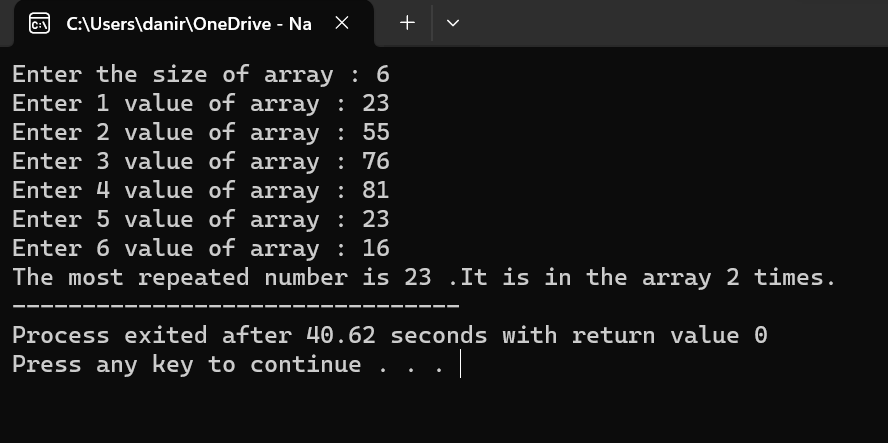 C:\Users\danir\OneDrive - Na
Enter the size of array : 6
Enter 1 value of array : 23
Enter 2 value of array : 55
Enter 3 value of array : 76
Enter 4 value of array : 81
Enter 5 value of array : 23
Enter 6 value of array : 16
The most repeated number is 23 .It is in the array 2 times.
--------------------------------
Process exited after 40.62 seconds with return value 0
Press any key to continue . . .